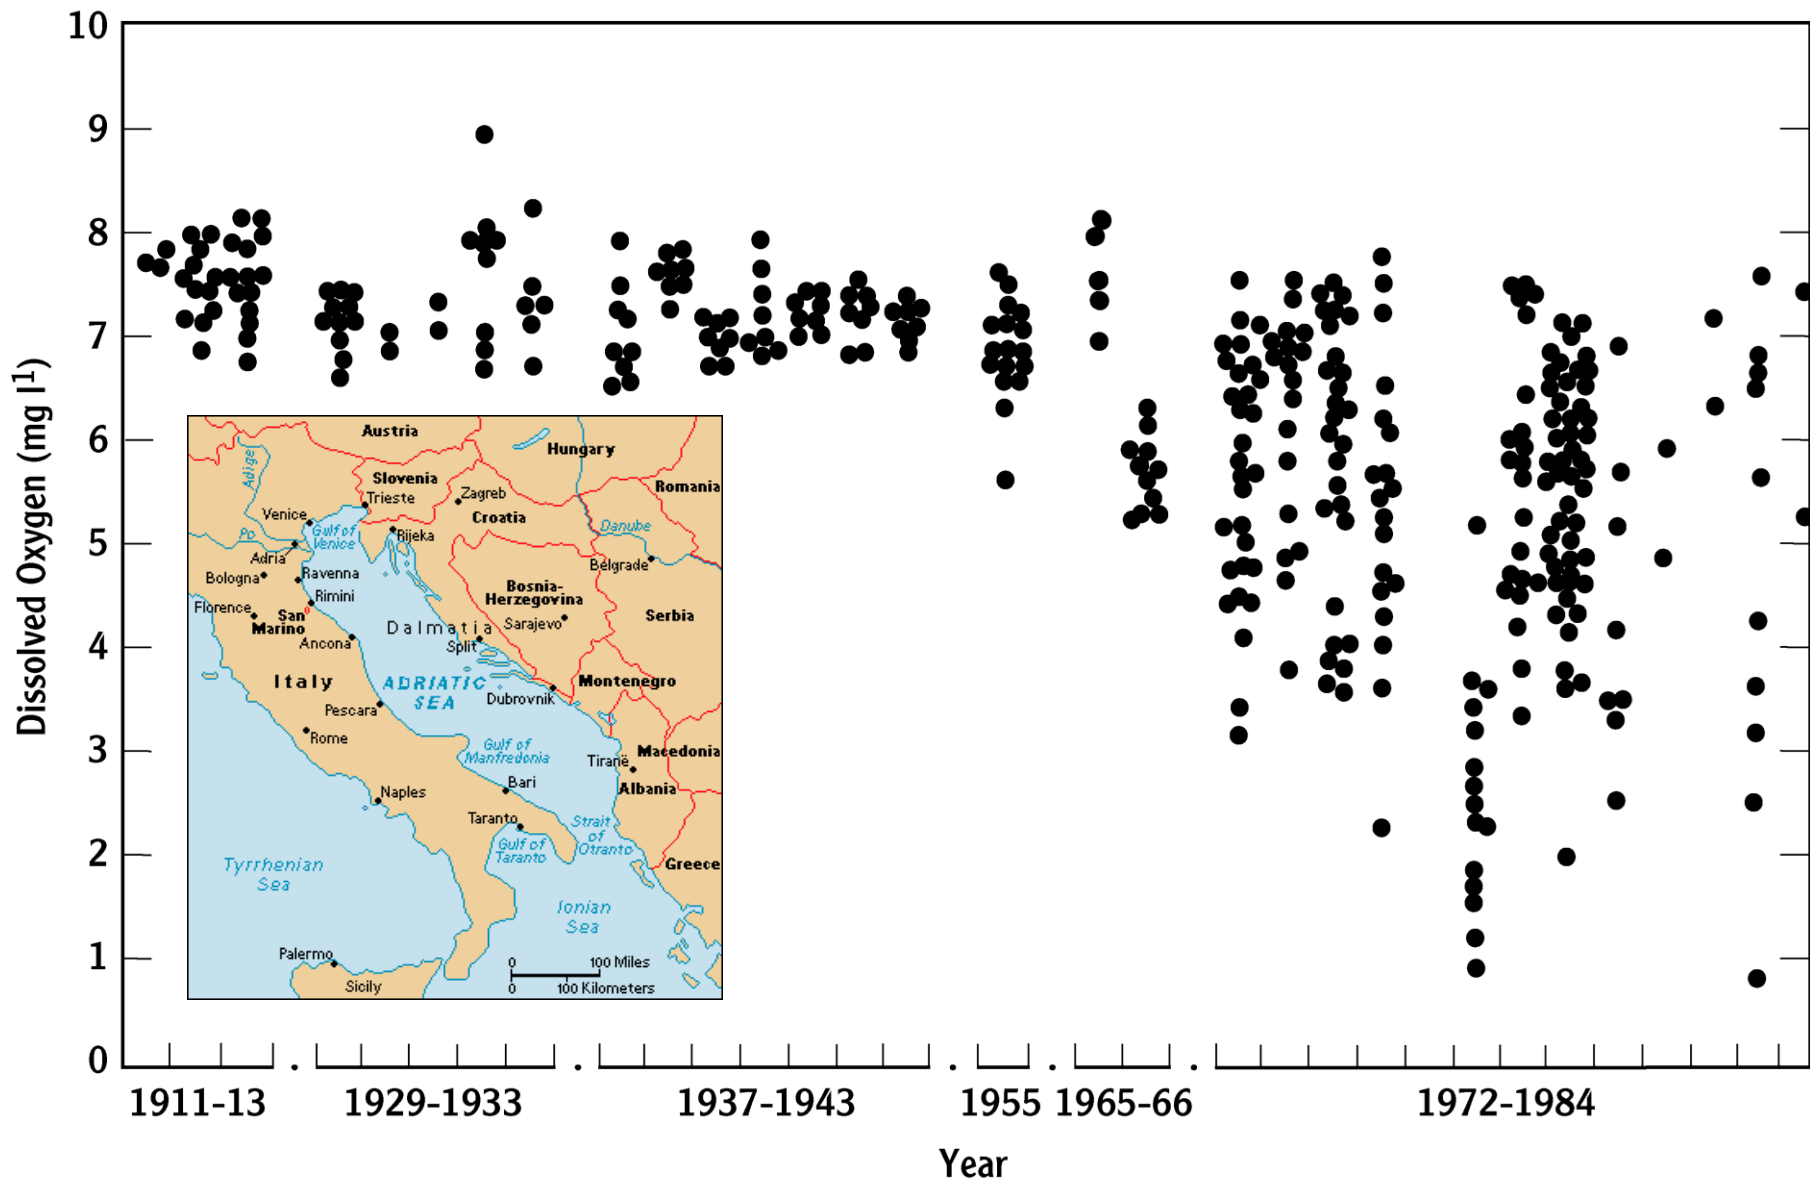 10
9
8
7
6
5
4
3
2
1
0
Dissolved Oxygen (mg l¹)
1911-13
1929-1933
1937-1943
1955
1965-66
1972-1984
Year
Austria
Hungary
Slovenia
Romania
Trieste
Zagreb
Croatia
Adige
Venice
Gulf of
Venice
Danube
Po
Rijeka
Adria
Belgrade
Bologna
Ravenna
Bosnia-
Herzegovina
Rimini
Florence
San
Marino
Serbia
Sarajevo
Dalmatia
Ancona
Split
Italy
ADRIATIC
SEA
Montenegro
Dubrovnik
Pescara
Rome
Gulf of
Manfredonia
Macedonia
Tiranë
Albania
Bari
Naples
Taranto
Strait
of
Otranto
Gulf of
Taranto
Greece
Tyrrhenian
Sea
Ionian
Sea
Palermo
Sicily
0 100 Miles
0 100 Kilometers